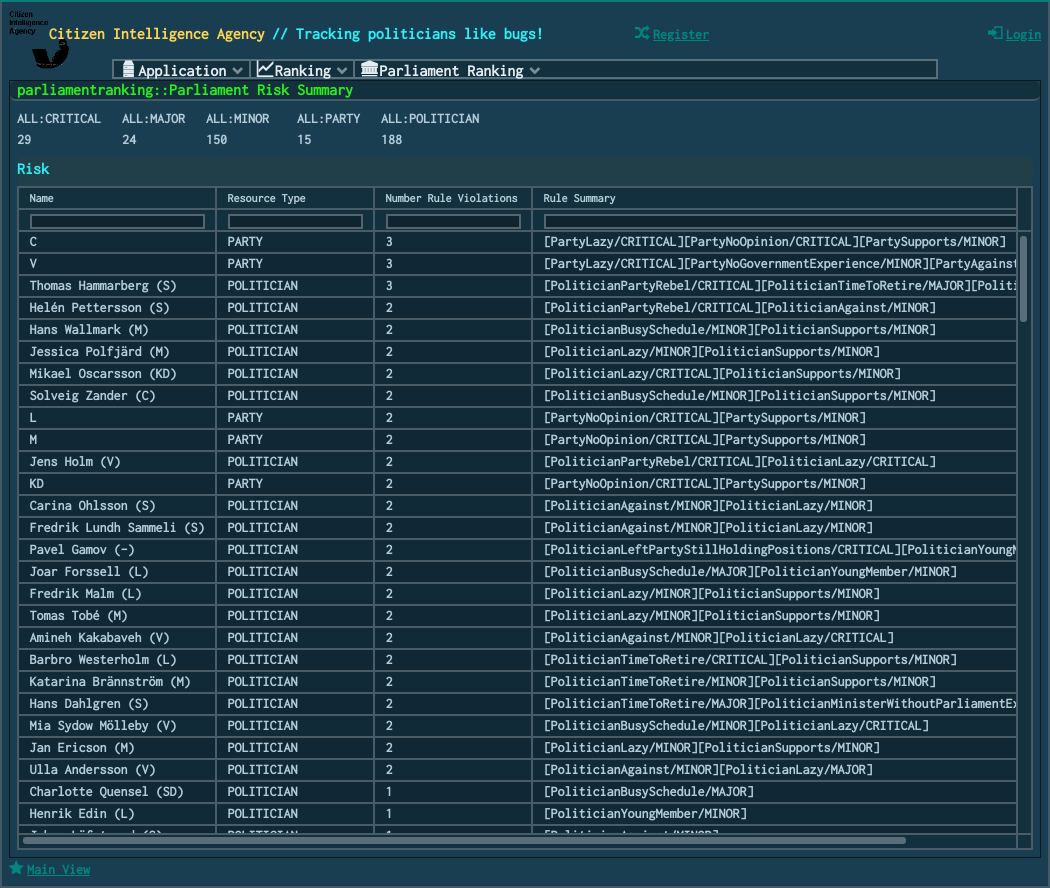 Citizen
Intelligence
Agency
Citizen Intelligence Agency // Tracking politicians like bugs!
Register
Login
Application Ranking Parliament Ranking
parliamentranking::Parliament Risk Summary
ALL:CRITICAL ALL:MAJOR ALL:MINOR ALL:PARTY ALL:POLITICIAN
29 24 150 15 188
Risk
Name Resource Type Number Rule Violations Rule Summary
C PARTY 3 [PartyLazy/CRITICAL][PartyNoOpinion/CRITICAL][PartySupports/MINOR]
V PARTY 3 [PartyLazy/CRITICAL][PartyNoGovernmentExperience/MINOR][PartyAgainst
Thomas Hammarberg (S) POLITICIAN 3 [PoliticianPartyRebel/CRITICAL][PoliticianTimeToRetire/MAJOR][Politi
Helén Pettersson (S) POLITICIAN 2 [PoliticianPartyRebel/CRITICAL][PoliticianAgainst/MINOR]
Hans Wallmark (M) POLITICIAN 2 [PoliticianBusySchedule/MINOR][PoliticianSupports/MINOR]
Jessica Polfjärd (M) POLITICIAN 2 [PoliticianLazy/MINOR][PoliticianSupports/MINOR]
Mikael Oscarsson (KD) POLITICIAN 2 [PoliticianLazy/CRITICAL][PoliticianSupports/MINOR]
Solveig Zander (C) POLITICIAN 2 [PoliticianBusySchedule/MINOR][PoliticianSupports/MINOR]
L PARTY 2 [PartyNoOpinion/CRITICAL][PartySupports/MINOR]
M PARTY 2 [PartyNoOpinion/CRITICAL][PartySupports/MINOR]
Jens Holm (V) POLITICIAN 2 [PoliticianPartyRebel/CRITICAL][PoliticianLazy/CRITICAL]
KD PARTY 2 [PartyNoOpinion/CRITICAL][PartySupports/MINOR]
Carina Ohlsson (S) POLITICIAN 2 [PoliticianAgainst/MINOR][PoliticianLazy/MINOR]
Fredrik Lundh Sammeli (S) POLITICIAN 2 [PoliticianAgainst/MINOR][PoliticianLazy/MINOR]
Pavel Gamov (-) POLITICIAN 2 [PoliticianLeftPartyStillHoldingPositions/CRITICAL][PoliticianYoungM
Joar Forssell (L) POLITICIAN 2 [PoliticianBusySchedule/MAJOR][PoliticianYoungMember/MINOR]
Fredrik Malm (L) POLITICIAN 2 [PoliticianLazy/MINOR][PoliticianSupports/MINOR]
Tomas Tobé (M) POLITICIAN 2 [PoliticianLazy/MINOR][PoliticianSupports/MINOR]
Amineh Kakabaveh (V) POLITICIAN 2 [PoliticianAgainst/MINOR][PoliticianLazy/CRITICAL]
Barbro Westerholm (L) POLITICIAN 2 [PoliticianTimeToRetire/CRITICAL][PoliticianSupports/MINOR]
Katarina Brännström (M) POLITICIAN 2 [PoliticianTimeToRetire/MINOR][PoliticianSupports/MINOR]
Hans Dahlgren (S) POLITICIAN 2 [PoliticianTimeToRetire/MAJOR][PoliticianMinisterWithoutParliamentEx
Mia Sydow Mölleby (V) POLITICIAN 2 [PoliticianBusySchedule/MINOR][PoliticianLazy/CRITICAL]
Jan Ericson (M) POLITICIAN 2 [PoliticianLazy/MINOR][PoliticianSupports/MINOR]
Ulla Andersson (V) POLITICIAN 2 [PoliticianAgainst/MINOR][PoliticianLazy/MAJOR]
Charlotte Quensel (SD) POLITICIAN 1 [PoliticianBusySchedule/MAJOR]
Henrik Edin (L) POLITICIAN 1 [PoliticianYoungMember/MINOR]
POLITICIAN 1 [PoliticianAgainst/MINOR]
Main View